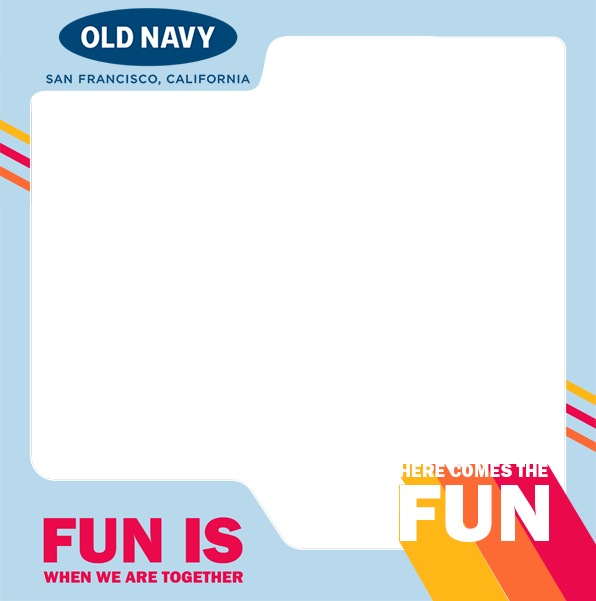 OLD NAVY
SAN FRANCISCO, CALIFORNIA
HERE COMES THE
FUN
FUN IS
WHEN WE ARE TOGETHER